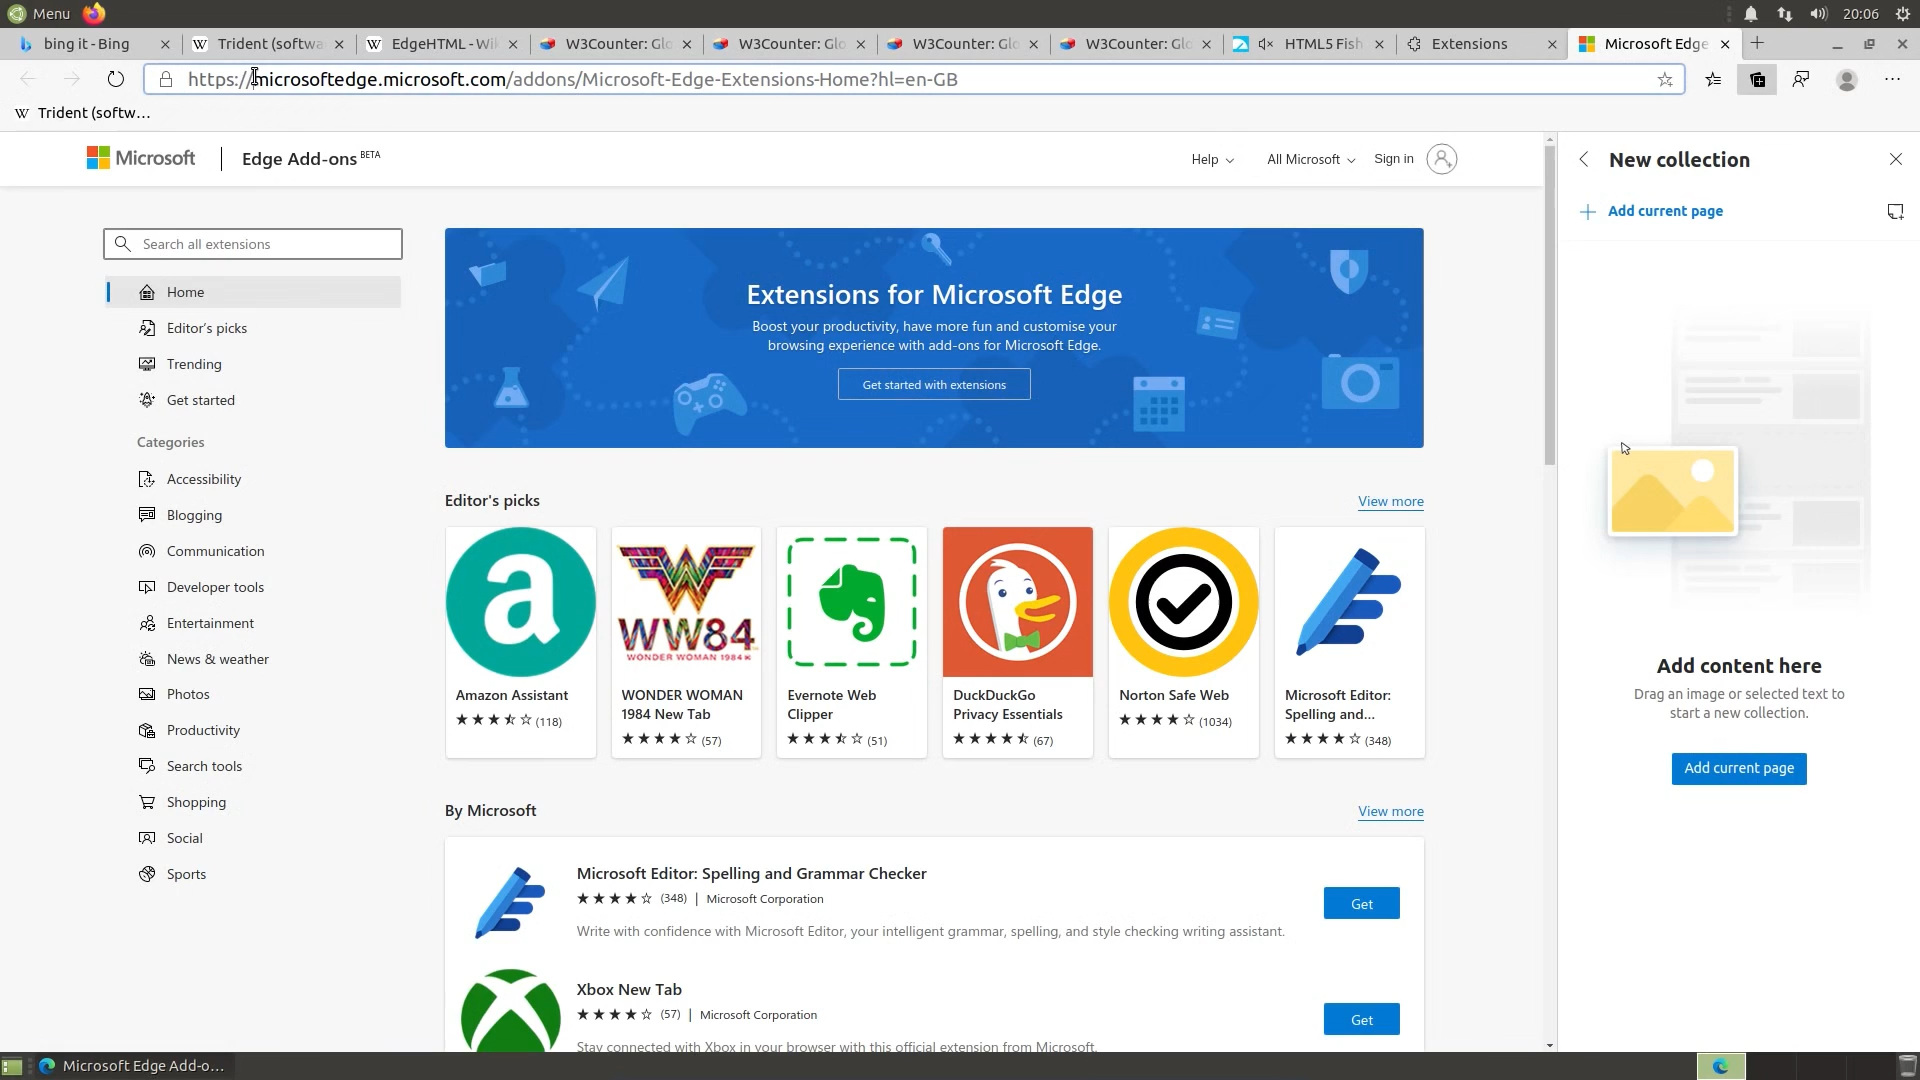 Menu
20:06
bing it - Bing
Trident (softwa
EdgeHTML - Wik
W3Counter: Glo
W3Counter: Glo
W3Counter: Glo
W3Counter: Glo
HTML5 Fish
Extensions
Microsoft Edge
https://microsoftedge.microsoft.com/addons/Microsoft-Edge-Extensions-Home?hl=en-GB
Trident (softw...
Microsoft
Edge Add-ons BETA
Help
All Microsoft
Sign in
Search all extensions
Home
Editor's picks
Trending
Get started
Categories
Accessibility
Blogging
Communication
Developer tools
Entertainment
News & weather
Photos
Productivity
Search tools
Shopping
Social
Sports
Extensions for Microsoft Edge
Boost your productivity, have more fun and customise your
browsing experience with add-ons for Microsoft Edge.
Get started with extensions
Editor's picks
View more
a
WW84
WONDER WOMAN 1984
Amazon Assistant
(118)
WONDER WOMAN
1984 New Tab
(57)
Evernote Web
Clipper
(51)
DuckDuckGo
Privacy Essentials
(67)
Norton Safe Web
(1034)
Microsoft Editor:
Spelling and...
(348)
By Microsoft
View more
Microsoft Editor: Spelling and Grammar Checker
(348) | Microsoft Corporation
Write with confidence with Microsoft Editor, your intelligent grammar, spelling, and style checking writing assistant.
Get
Xbox New Tab
(57) | Microsoft Corporation
Stay connected with Xbox in your browser with this official extension from Microsoft.
Get
New collection
Add current page
Add content here
Drag an image or selected text to
start a new collection.
Add current page
Microsoft Edge Add-o...